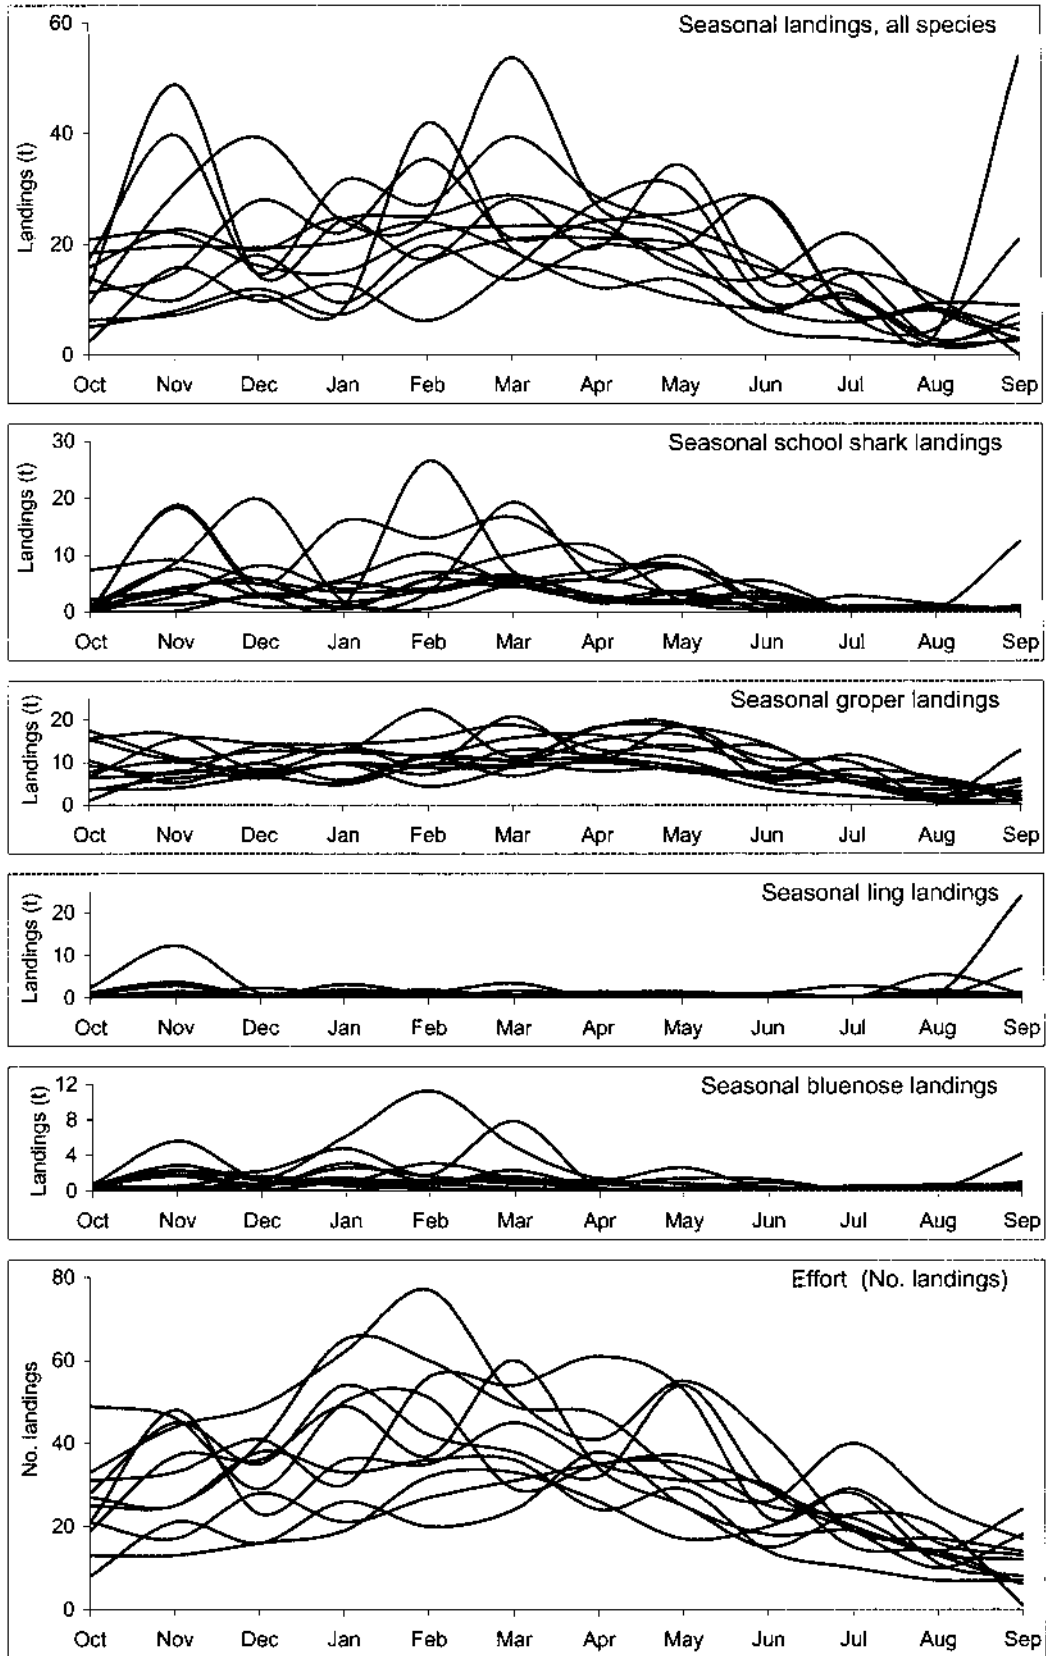 Seasonal landings, all species
Landings (t)
60
40
20
0
Oct Nov Dec Jan Feb Mar Apr May Jun Jul Aug Sep
Seasonal school shark landings
Landings (t)
30
20
10
0
Oct Nov Dec Jan Feb Mar Apr May Jun Jul Aug Sep
Seasonal groper landings
Landings (t)
20
10
0
Oct Nov Dec Jan Feb Mar Apr May Jun Jul Aug Sep
Seasonal ling landings
Landings (t)
20
10
0
Oct Nov Dec Jan Feb Mar Apr May Jun Jul Aug Sep
Seasonal bluenose landings
Landings (t)
12
8
4
0
Oct Nov Dec Jan Feb Mar Apr May Jun Jul Aug Sep
Effort (No. landings)
No. landings
80
60
40
20
0
Oct Nov Dec Jan Feb Mar Apr May Jun Jul Aug Sep